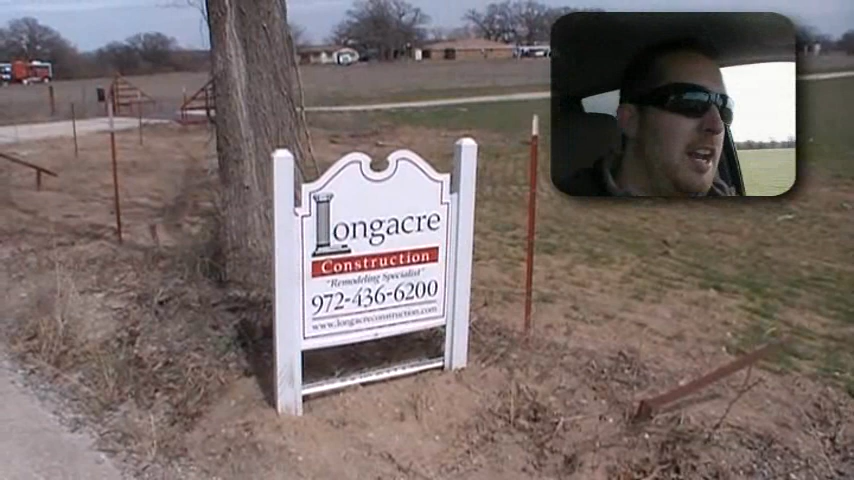 Longacre
Construction
"Remodeling Specialist"
972-436-6200
www.longacreconstruction.com